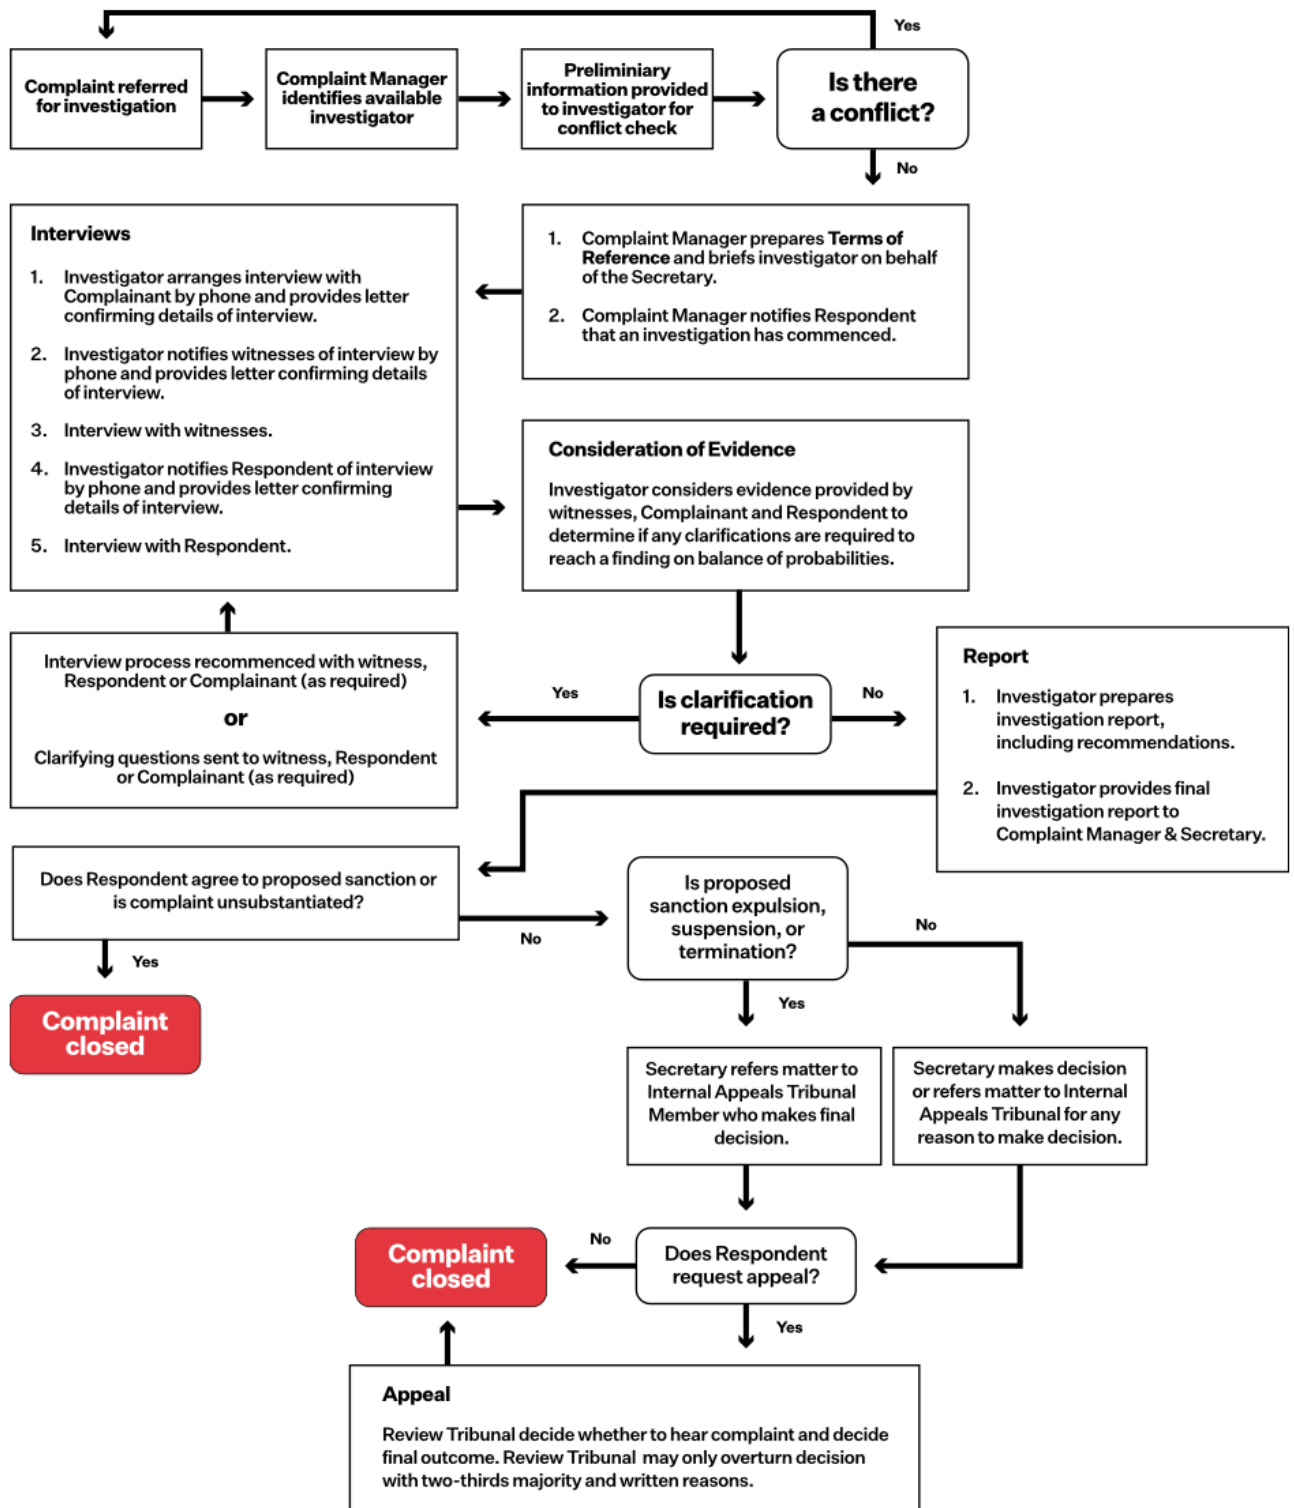 Yes
Complaint referred
for investigation
Complaint Manager
identifies available
investigator
Preliminiary
information provided
to investigator for
conflict check
Is there
a conflict?
No
Interviews
1. Investigator arranges interview with
Complainant by phone and provides letter
confirming details of interview.
2. Investigator notifies witnesses of interview by
phone and provides letter confirming details
of interview.
3. Interview with witnesses.
4. Investigator notifies Respondent of interview
by phone and provides letter confirming
details of interview.
5. Interview with Respondent.
1. Complaint Manager prepares Terms of
Reference and briefs investigator on behalf
of the Secretary.
2. Complaint Manager notifies Respondent
that an investigation has commenced.
Consideration of Evidence
Investigator considers evidence provided by
witnesses, Complainant and Respondent to
determine if any clarifications are required to
reach a finding on balance of probabilities.
Interview process recommenced with witness,
Respondent or Complainant (as required)
or
Clarifying questions sent to witness, Respondent
or Complainant (as required)
Yes
Is clarification
required?
No
Report
1. Investigator prepares
investigation report,
including recommendations.
2. Investigator provides final
investigation report to
Complaint Manager & Secretary.
Does Respondent agree to proposed sanction or
is complaint unsubstantiated?
No
Yes
Complaint
closed
Is proposed
sanction expulsion,
suspension, or
termination?
No
Yes
Secretary refers matter to
Internal Appeals Tribunal
Member who makes final
decision.
Secretary makes decision
or refers matter to Internal
Appeals Tribunal for any
reason to make decision.
Complaint
closed
No
Does Respondent
request appeal?
Yes
Appeal
Review Tribunal decide whether to hear complaint and decide
final outcome. Review Tribunal may only overturn decision
with two-thirds majority and written reasons.